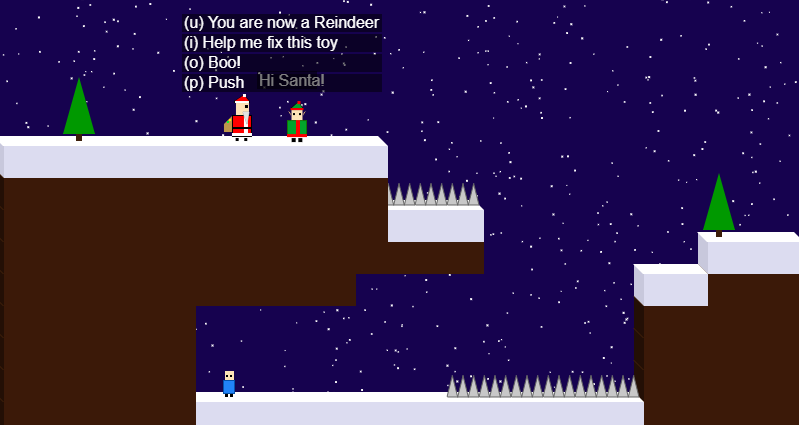 (u) You are now a Reindeer
(i) Help me fix this toy
(o) Boo!
(p) Push
Hi Santa!